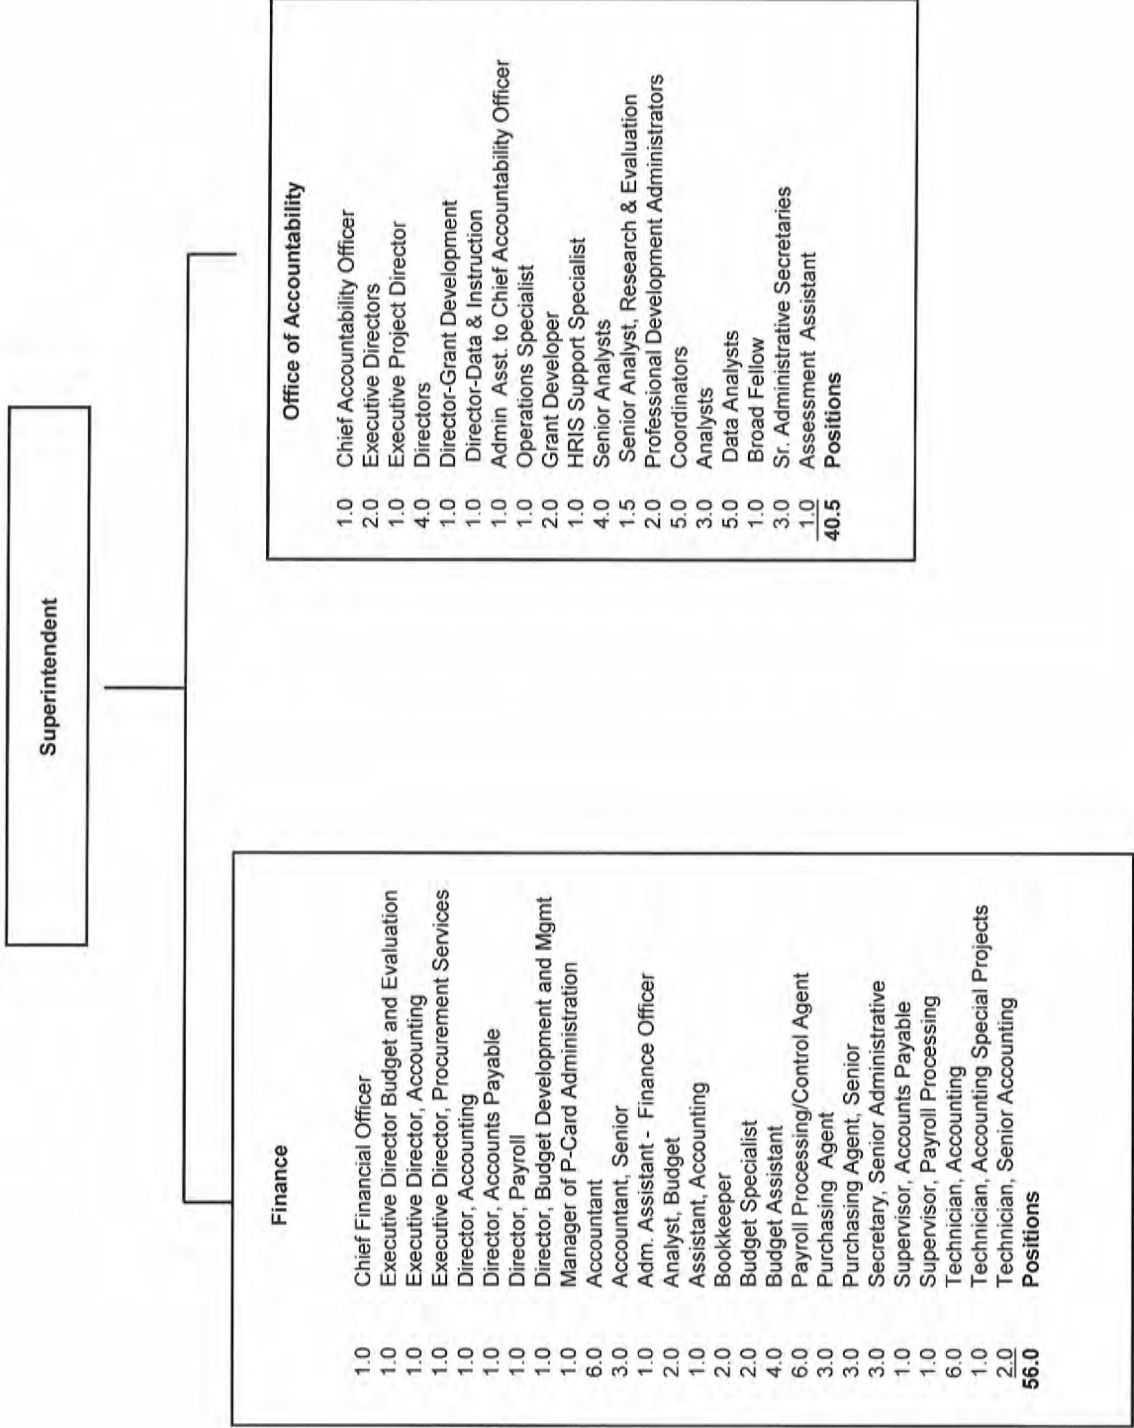 Superintendent
Finance
1.0 Chief Financial Officer
1.0 Executive Director Budget and Evaluation
1.0 Executive Director, Accounting
1.0 Executive Director, Procurement Services
1.0 Director, Accounting
1.0 Director, Accounts Payable
1.0 Director, Payroll
1.0 Director, Budget Development and Mgmt
1.0 Manager of P-Card Administration
6.0 Accountant
3.0 Accountant, Senior
1.0 Adm. Assistant - Finance Officer
2.0 Analyst, Budget
1.0 Assistant, Accounting
2.0 Bookkeeper
2.0 Budget Specialist
4.0 Budget Assistant
6.0 Payroll Processing/Control Agent
3.0 Purchasing Agent
3.0 Purchasing Agent, Senior
3.0 Secretary, Senior Administrative
1.0 Supervisor, Accounts Payable
1.0 Supervisor, Payroll Processing
6.0 Technician, Accounting
1.0 Technician, Accounting Special Projects
2.0 Technician, Senior Accounting
56.0 Positions
Office of Accountability
1.0 Chief Accountability Officer
2.0 Executive Directors
1.0 Executive Project Director
4.0 Directors
1.0 Director-Grant Development
1.0 Director-Data & Instruction
1.0 Admin Asst. to Chief Accountability Officer
1.0 Operations Specialist
2.0 Grant Developer
1.0 HRIS Support Specialist
4.0 Senior Analysts
1.5 Senior Analyst, Research & Evaluation
2.0 Professional Development Administrators
5.0 Coordinators
3.0 Analysts
5.0 Data Analysts
1.0 Broad Fellow
3.0 Sr. Administrative Secretaries
1.0 Assessment Assistant
40.5 Positions